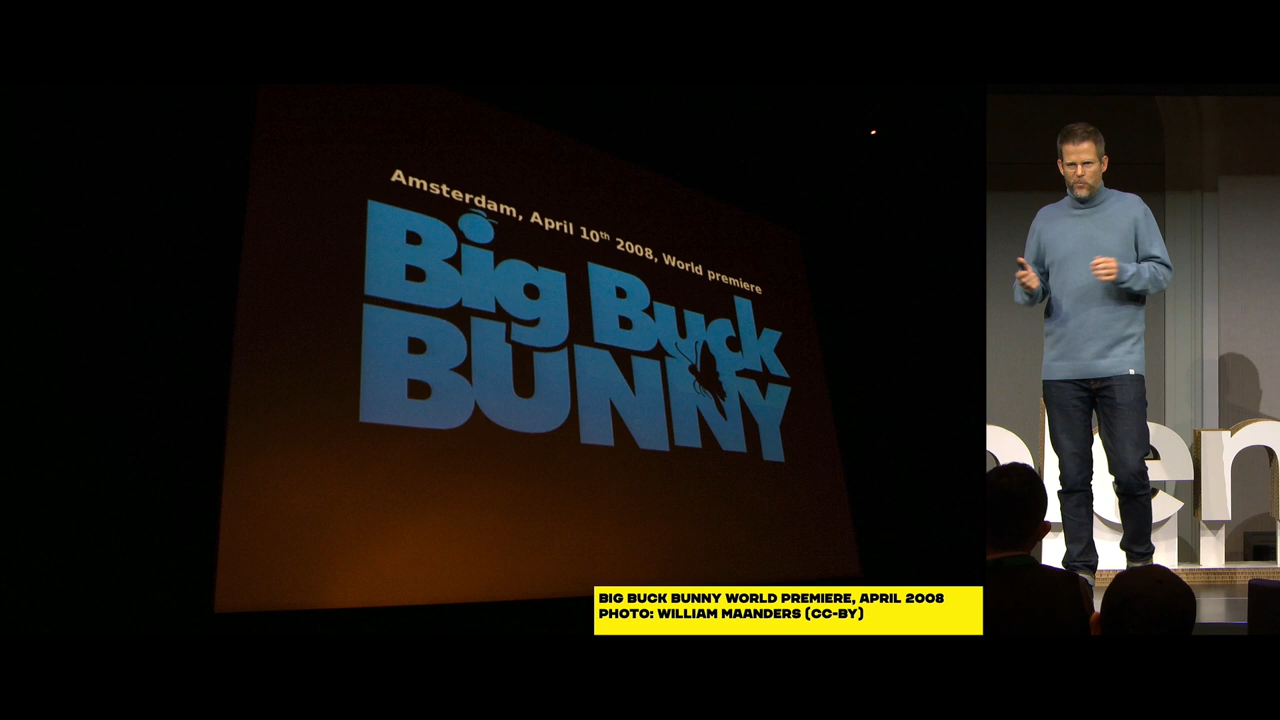 Amsterdam, April 10th 2008, World premiere
Big Buck
BUNNY
BIG BUCK BUNNY WORLD PREMIERE, APRIL 2008
PHOTO: WILLIAM MAANDERS (CC-BY)